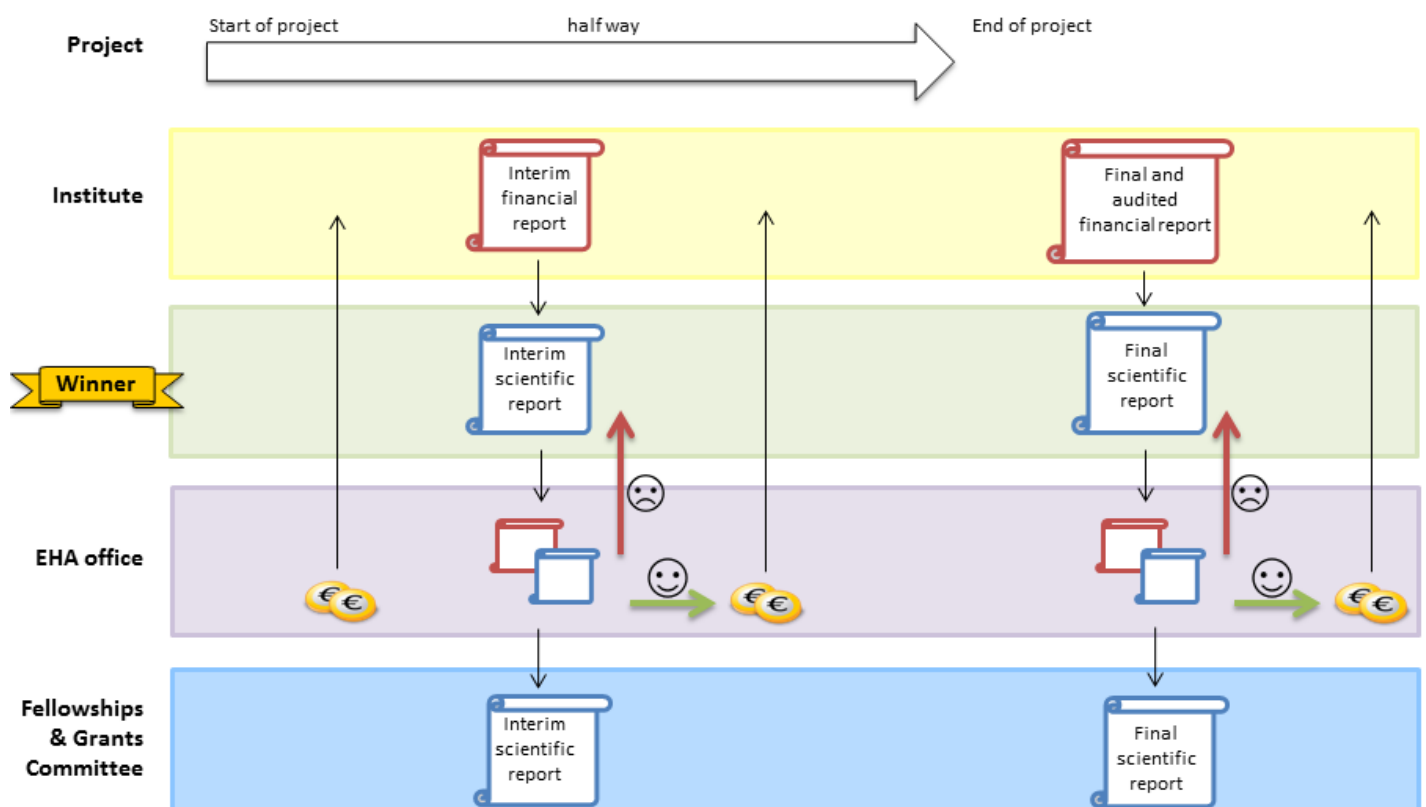 Start of project
half way
End of project
Project
Institute
Interim
financial
report
Final and
audited
financial report
Winner
Interim
scientific
report
Final
scientific
report
EHA office
€ €
€ €
€ €
Fellowships
& Grants
Committee
Interim
scientific
report
Final
scientific
report